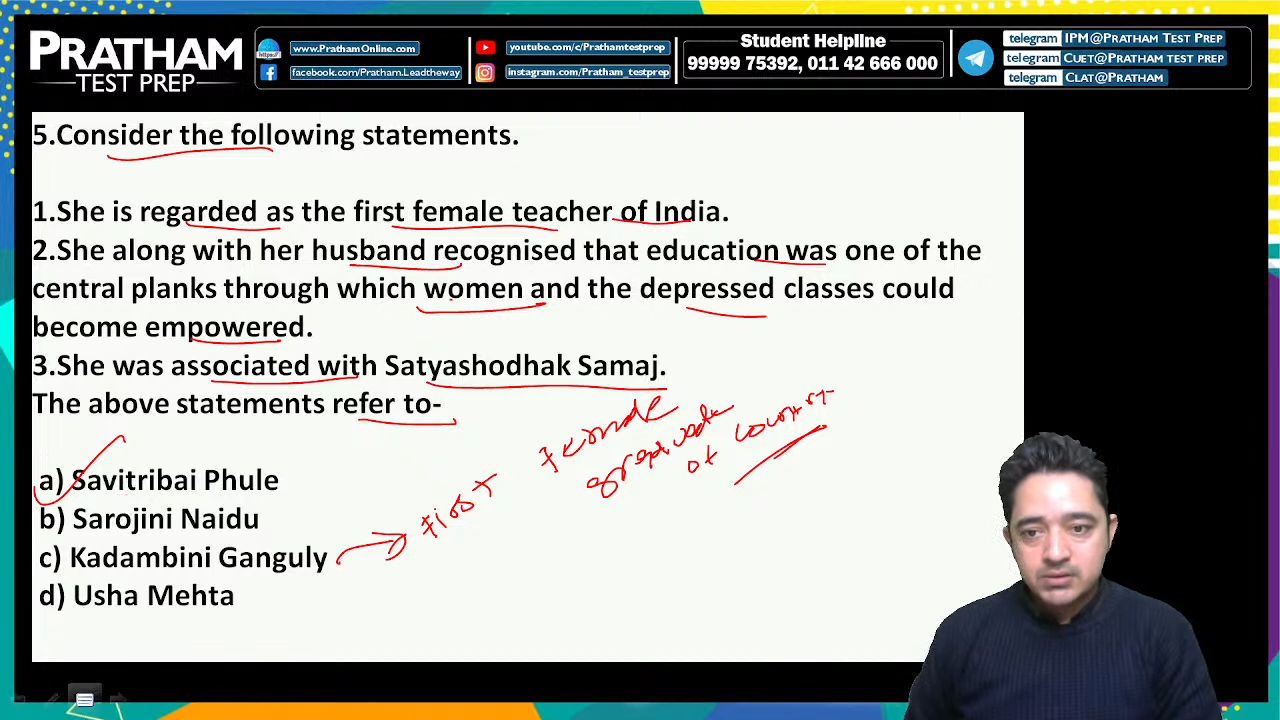 PRATHAM
TEST PREP
https://
www.PrathamOnline.com
facebook.com/Pratham.Leadtheway
youtube.com/c/Prathamtestprep
instagram.com/Pratham_testprep
Student Helpline
99999 75392, 011 42 666 000
telegram IPM@PRATHAM TEST PREP
telegram CUET@PRATHAM TEST PREP
telegram CLAT@PRATHAM
5.Consider the following statements.
1.She is regarded as the first female teacher of India.
2.She along with her husband recognised that education was one of the
central planks through which women and the depressed classes could
become empowered.
3.She was associated with Satyashodhak Samaj.
The above statements refer to-
a) Savitribai Phule
b) Sarojini Naidu
c) Kadambini Ganguly
d) Usha Mehta
First female
graduate
of country